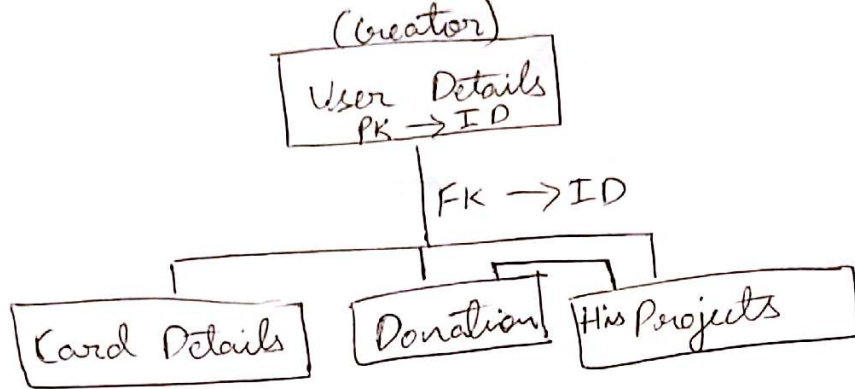 (Creator)
User Details
PK → ID
FK → ID
Card Details
Donation
His Projects